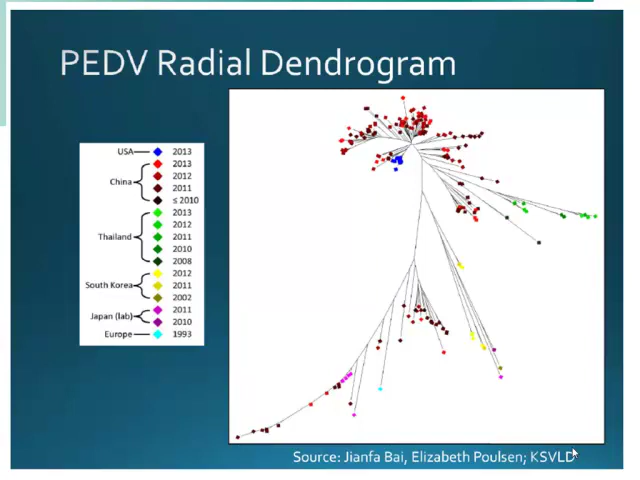 PEDV Radial Dendrogram
USA 2013
China 2013
2012
2011
≤ 2010
Thailand 2013
2012
2011
2010
2008
South Korea 2012
2011
2002
Japan (lab) 2011
2010
Europe 1993
Source: Jianfa Bai, Elizabeth Poulsen; KSVLD